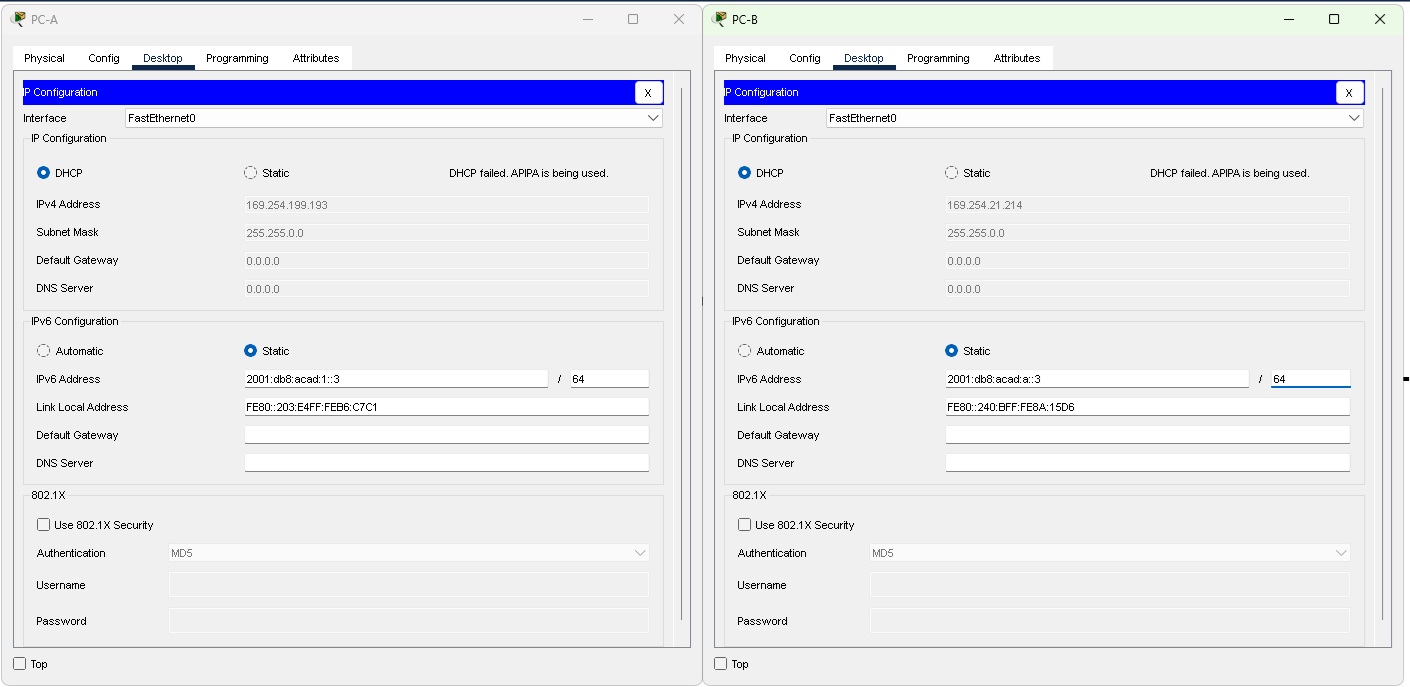 PC-A
Physical Config Desktop Programming Attributes
IP Configuration X
Interface FastEthernet0
IP Configuration
DHCP Static DHCP failed. APIPA is being used.
IPv4 Address 169.254.199.193
Subnet Mask 255.255.0.0
Default Gateway 0.0.0.0
DNS Server 0.0.0.0
IPv6 Configuration
Automatic Static
IPv6 Address 2001:db8:acad:1::3 / 64
Link Local Address FE80::203:E4FF:FEB6:C7C1
Default Gateway
DNS Server
802.1X
Use 802.1X Security
Authentication MD5
Username
Password
Top
PC-B
Physical Config Desktop Programming Attributes
IP Configuration X
Interface FastEthernet0
IP Configuration
DHCP Static DHCP failed. APIPA is being used.
IPv4 Address 169.254.21.214
Subnet Mask 255.255.0.0
Default Gateway 0.0.0.0
DNS Server 0.0.0.0
IPv6 Configuration
Automatic Static
IPv6 Address 2001:db8:acad:a::3 / 64
Link Local Address FE80::240:BFF:FE8A:15D6
Default Gateway
DNS Server
802.1X
Use 802.1X Security
Authentication MD5
Username
Password
Top